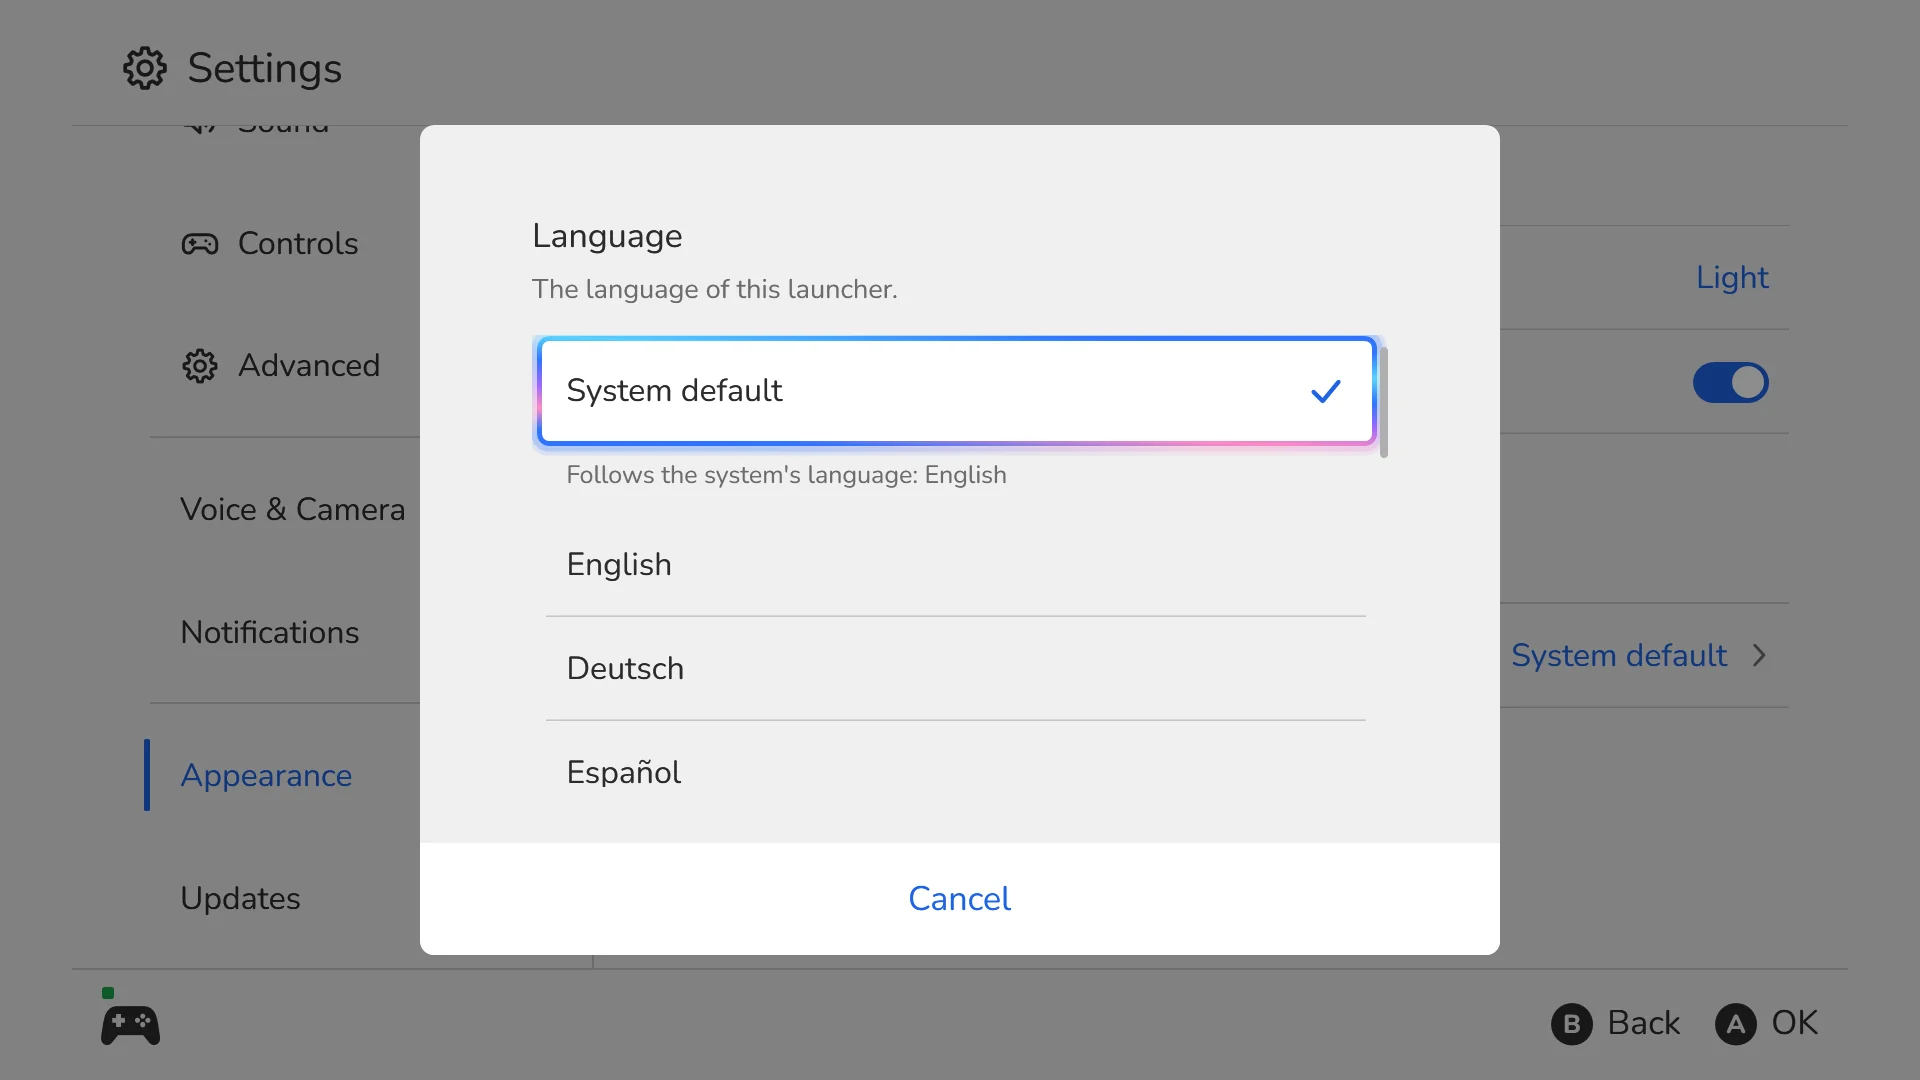 Settings
Sound
Controls
Advanced
Voice & Camera
Notifications
Appearance
Updates
Light
System default
Language
The language of this launcher.
System default
Follows the system's language: English
English
Deutsch
Español
Cancel
B Back
A OK